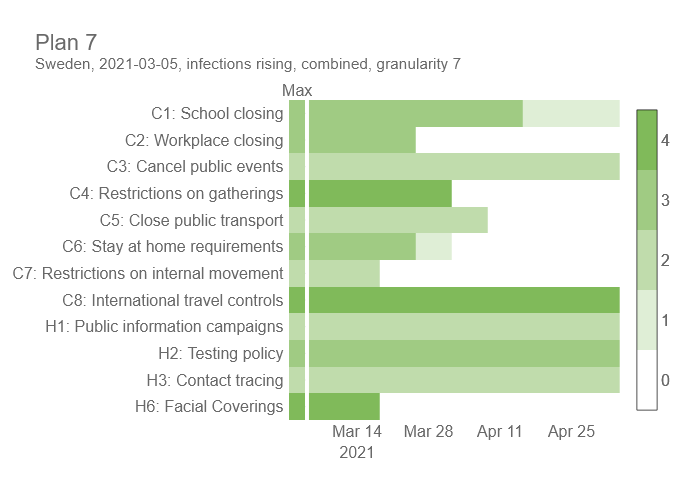 Plan 7
Sweden, 2021-03-05, infections rising, combined, granularity 7
Max
C1: School closing
C2: Workplace closing
C3: Cancel public events
C4: Restrictions on gatherings
C5: Close public transport
C6: Stay at home requirements
C7: Restrictions on internal movement
C8: International travel controls
H1: Public information campaigns
H2: Testing policy
H3: Contact tracing
H6: Facial Coverings
Mar 14 Mar 28 Apr 11 Apr 25
2021
4
3
2
1
0